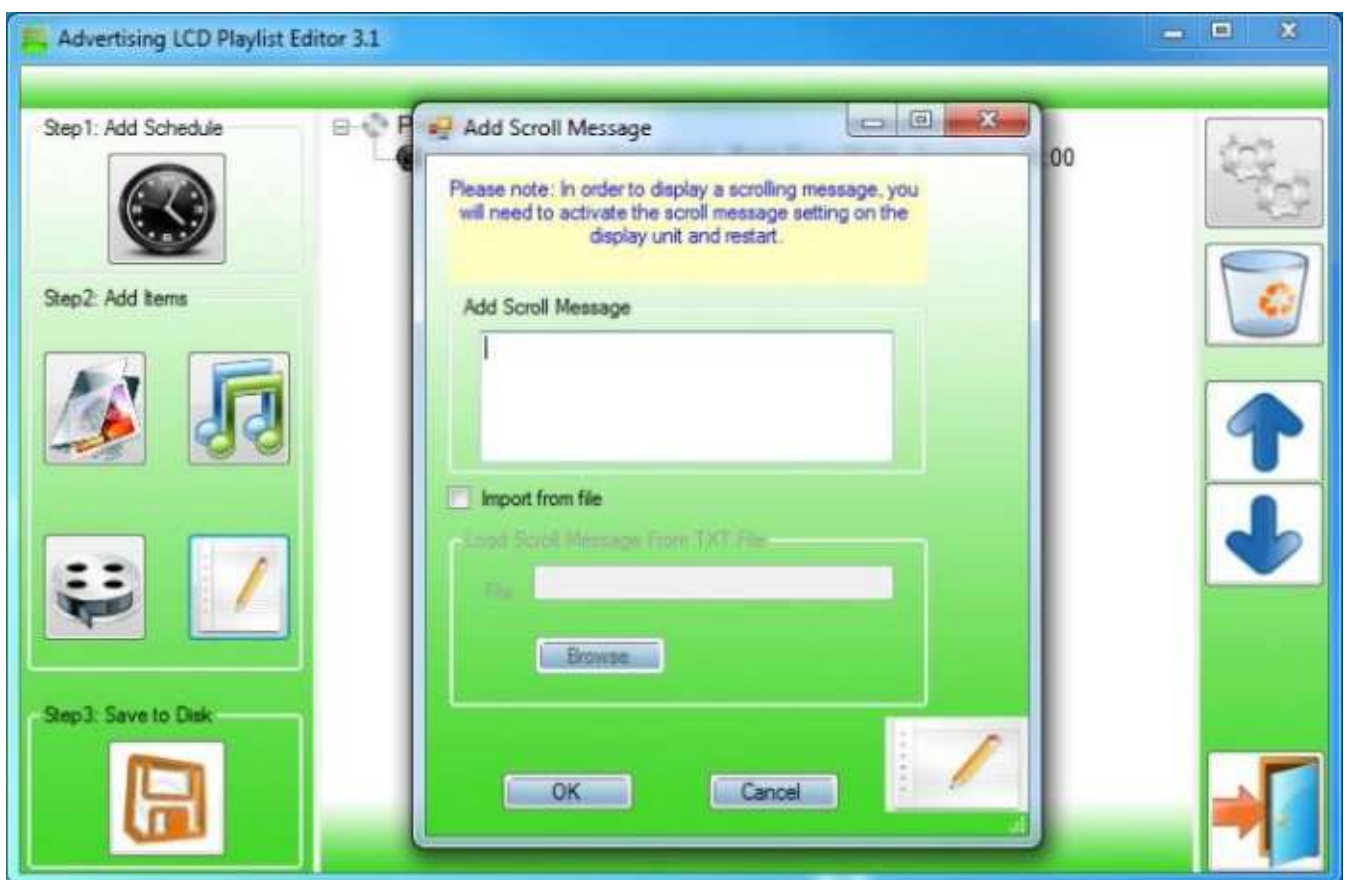 Advertising LCD Playlist Editor 3.1
Step1: Add Schedule
P
:00
Add Scroll Message
Please note: In order to display a scrolling message, you
will need to activate the scroll message setting on the
display unit and restart.
Step2: Add Items
Add Scroll Message
Import from file
Load Scroll Message From TXT File
File
Browse
Step3: Save to Disk
OK
Cancel